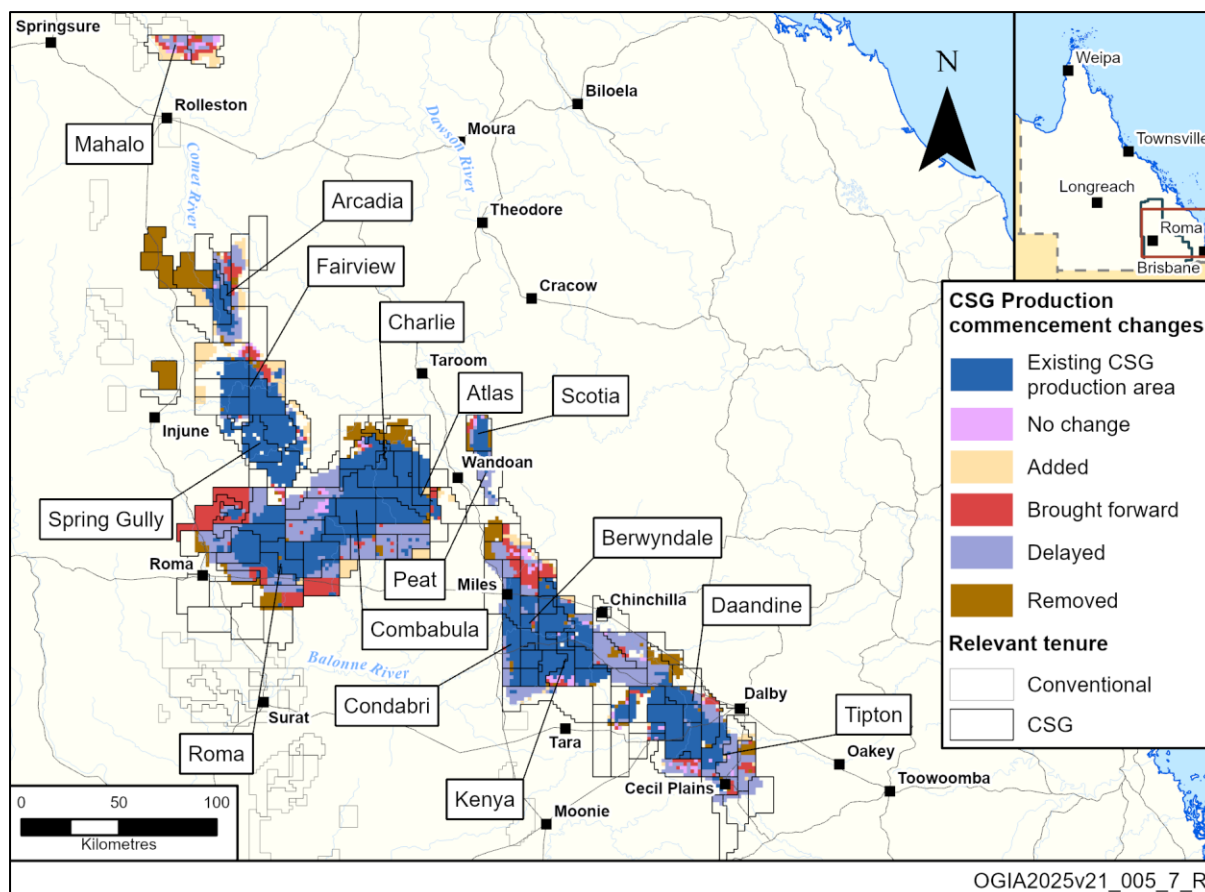 Springsure
Rolleston
Mahalo
Comet River
Moura
Dawson River
Biloela
N
Arcadia
Theodore
Fairview
Cracow
Charlie
Taroom
Atlas
Scotia
Injune
Wandoan
Spring Gully
Berwyndale
Roma
Peat
Miles
Chinchilla
Daandine
Combabula
Balonne River
Condabri
Dalby
Tipton
Surat
Tara
Oakey
Roma
Kenya
Cecil Plains
Toowoomba
Moonie
0 50 100
Kilometres
Weipa
Townsville
Longreach
Roma
Brisbane
CSG Production
commencement changes
Existing CSG
production area
No change
Added
Brought forward
Delayed
Removed
Relevant tenure
Conventional
CSG
OGIA2025v21_005_7_R